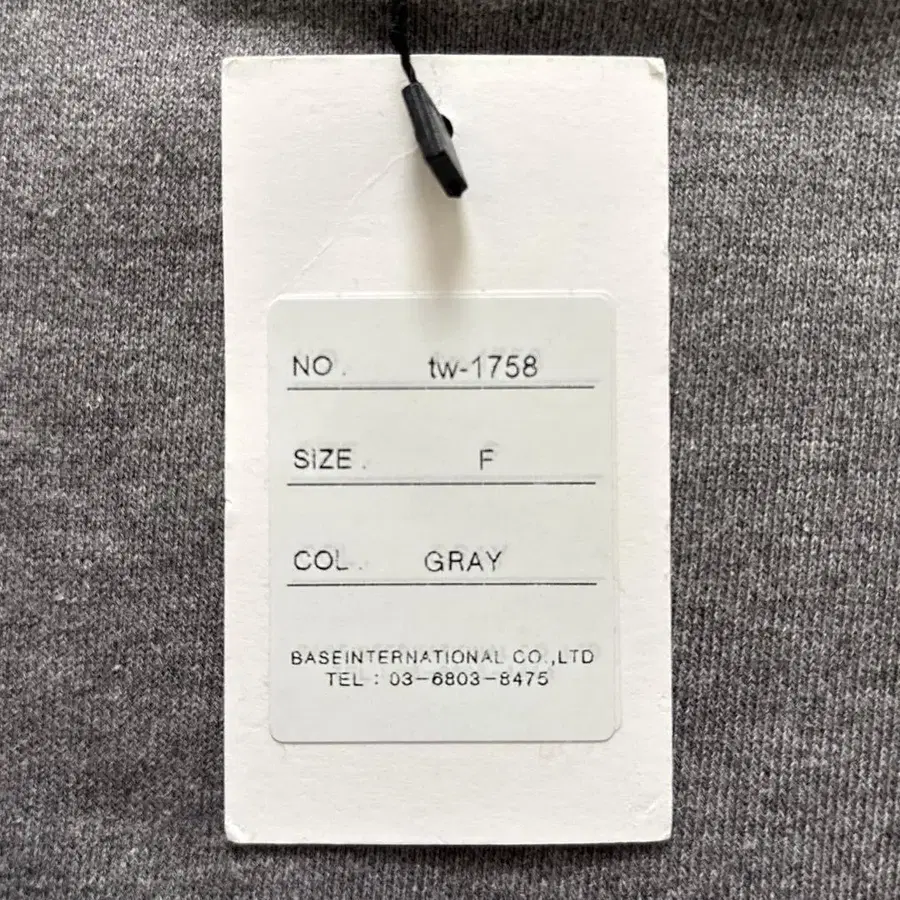 NO. tw-1758
SIZE. F
COL. GRAY
BASEINTERNATIONAL CO.,LTD
TEL : 03-6803-8475